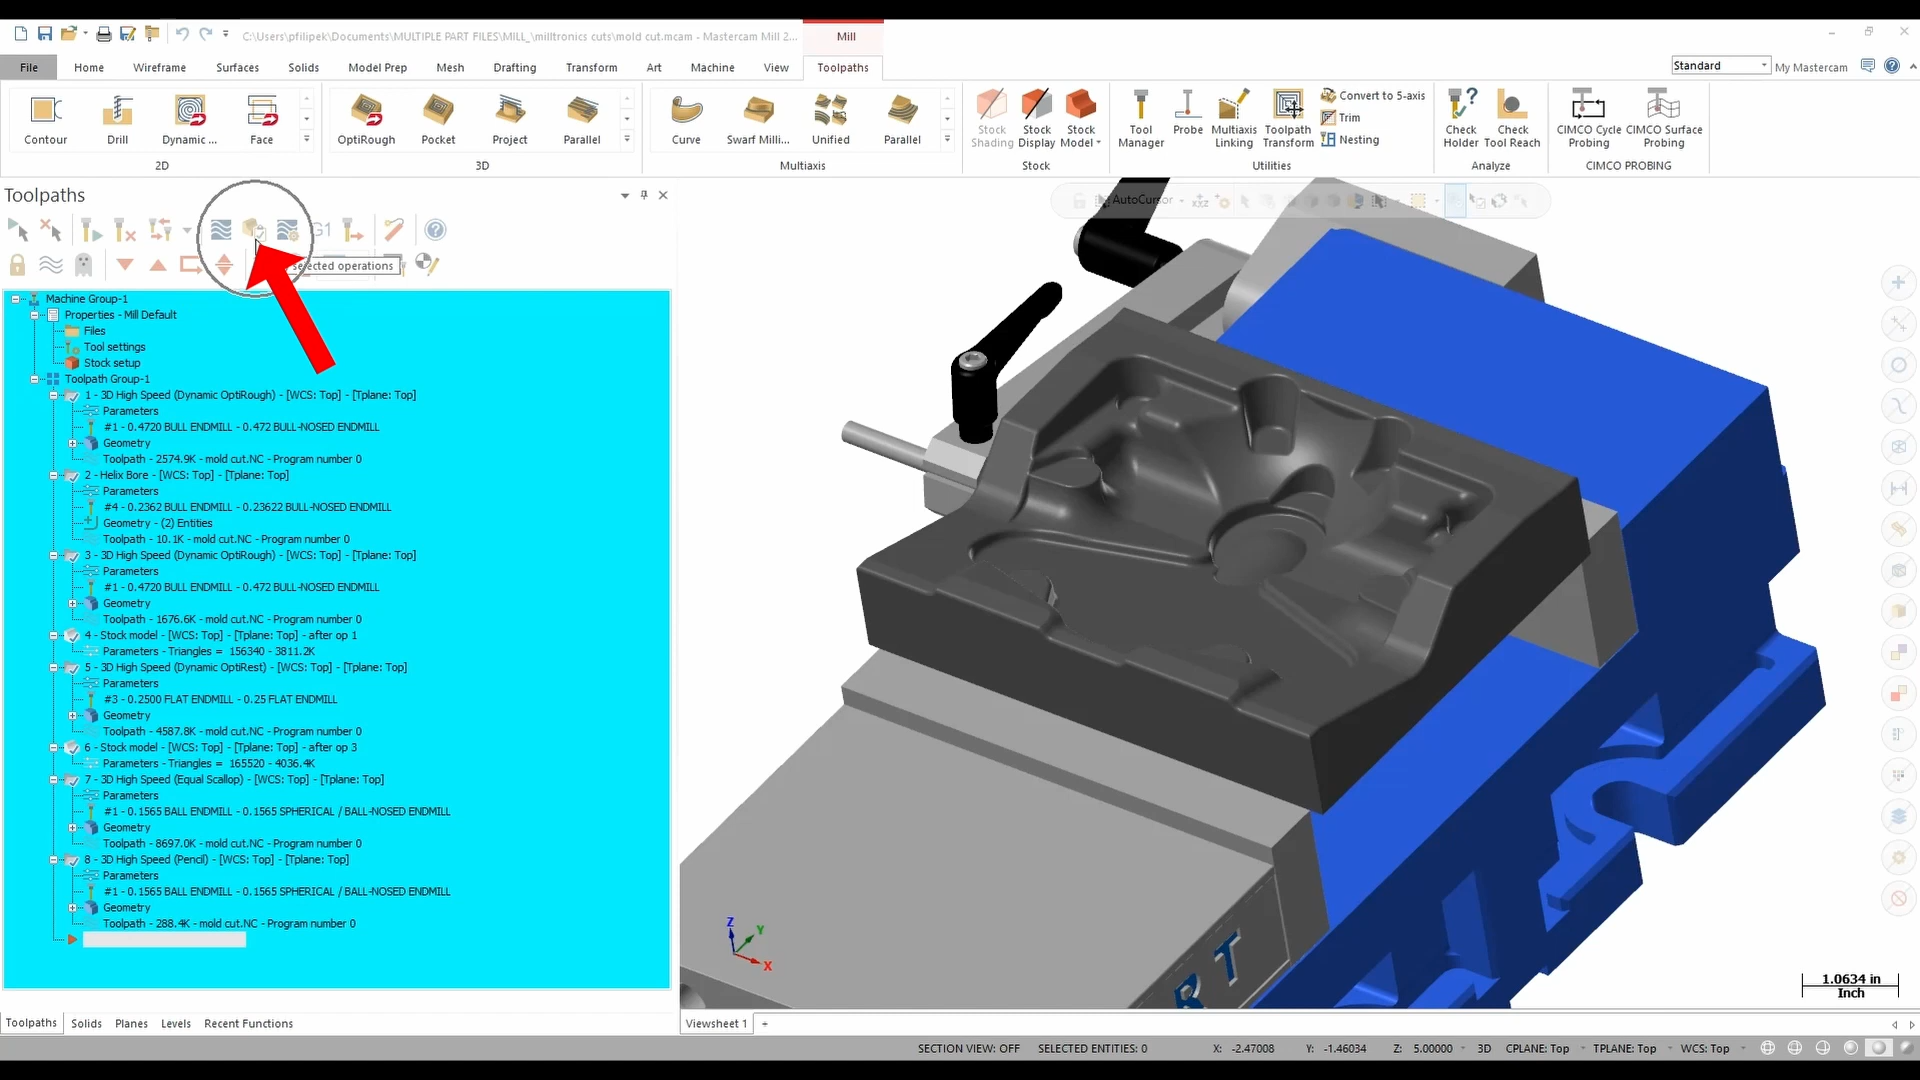 C:\Users\pfilipek\Documents\MULTIPLE PART FILES\MILL_\milltronics cuts\mold cut.mcam - Mastercam Mill 2...
Mill
File Home Wireframe Surfaces Solids Model Prep Mesh Drafting Transform Art Machine View Toolpaths
Standard My Mastercam
Contour Drill Dynamic ... Face
2D
OptiRough Pocket Project Parallel
3D
Curve Swarf Milli... Unified Parallel
Multiaxis
Stock Shading Stock Display Stock Model
Stock
Tool Manager Probe Multiaxis Linking Toolpath Transform
Convert to 5-axis
Trim
Nesting
Utilities
Check Holder Check Tool Reach
Analyze
CIMCO Cycle Probing CIMCO Surface Probing
CIMCO PROBING
Toolpaths
G1
selected operations
AutoCursor
Machine Group-1
Properties - Mill Default
Files
Tool settings
Stock setup
Toolpath Group-1
1 - 3D High Speed (Dynamic OptiRough) - [WCS: Top] - [Tplane: Top]
Parameters
#1 - 0.4720 BULL ENDMILL - 0.472 BULL-NOSED ENDMILL
Geometry
Toolpath - 2574.9K - mold cut.NC - Program number 0
2 - Helix Bore - [WCS: Top] - [Tplane: Top]
Parameters
#4 - 0.2362 BULL ENDMILL - 0.23622 BULL-NOSED ENDMILL
Geometry - (2) Entities
Toolpath - 10.1K - mold cut.NC - Program number 0
3 - 3D High Speed (Dynamic OptiRough) - [WCS: Top] - [Tplane: Top]
Parameters
#1 - 0.4720 BULL ENDMILL - 0.472 BULL-NOSED ENDMILL
Geometry
Toolpath - 1676.6K - mold cut.NC - Program number 0
4 - Stock model - [WCS: Top] - [Tplane: Top] - after op 1
Parameters - Triangles = 156340 - 3811.2K
5 - 3D High Speed (Dynamic OptiRest) - [WCS: Top] - [Tplane: Top]
Parameters
#3 - 0.2500 FLAT ENDMILL - 0.25 FLAT ENDMILL
Geometry
Toolpath - 4587.8K - mold cut.NC - Program number 0
6 - Stock model - [WCS: Top] - [Tplane: Top] - after op 3
Parameters - Triangles = 165520 - 4036.4K
7 - 3D High Speed (Equal Scallop) - [WCS: Top] - [Tplane: Top]
Parameters
#1 - 0.1565 BALL ENDMILL - 0.1565 SPHERICAL / BALL-NOSED ENDMILL
Geometry
Toolpath - 8697.0K - mold cut.NC - Program number 0
8 - 3D High Speed (Pencil) - [WCS: Top] - [Tplane: Top]
Parameters
#1 - 0.1565 BALL ENDMILL - 0.1565 SPHERICAL / BALL-NOSED ENDMILL
Geometry
Toolpath - 288.4K - mold cut.NC - Program number 0
Z
Y
X
R T
1.0634 in
Inch
Toolpaths Solids Planes Levels Recent Functions
Viewsheet 1 +
SECTION VIEW: OFF SELECTED ENTITIES: 0 X: -2.47008 Y: -1.46034 Z: 5.00000 3D CPLANE: Top TPLANE: Top WCS: Top